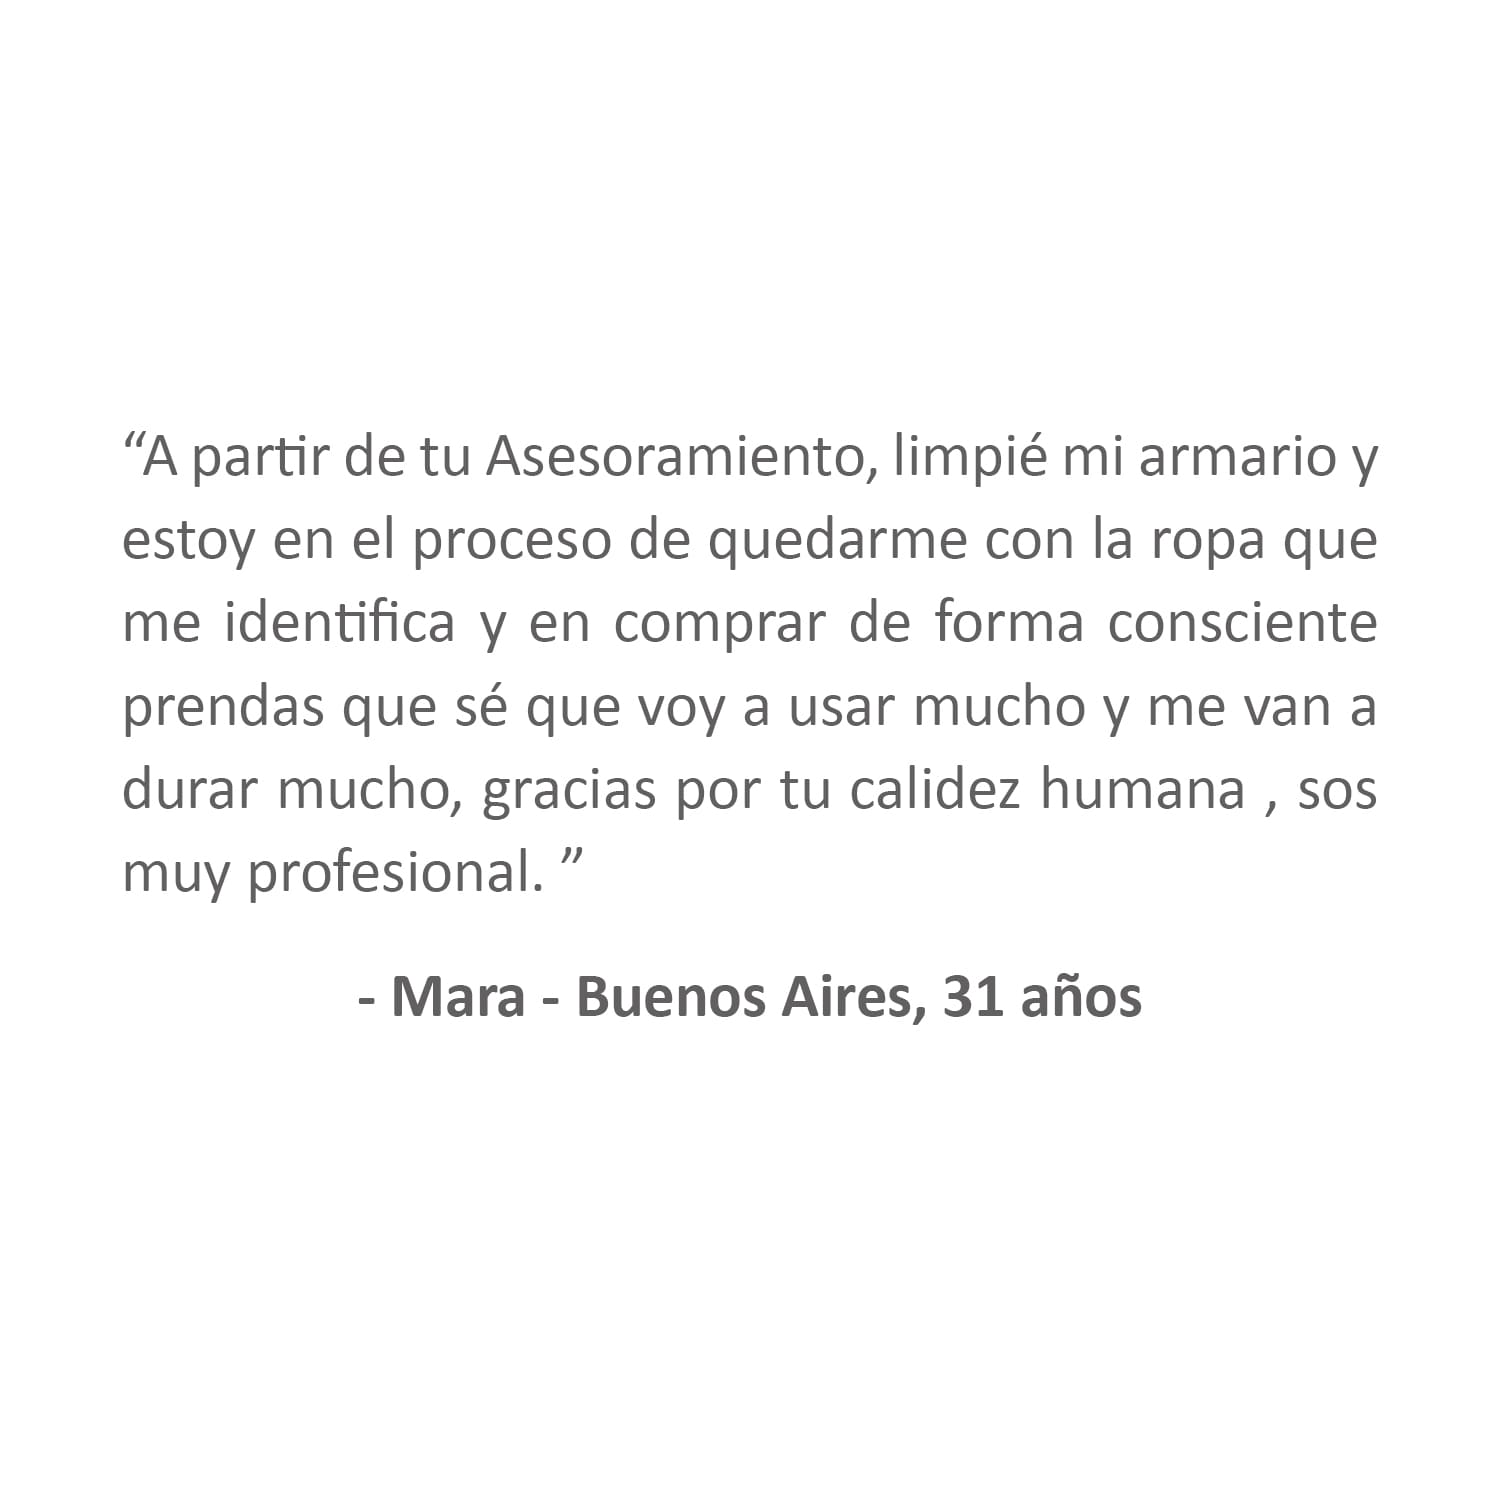 “A partir de tu Asesoramiento, limpié mi armario y
estoy en el proceso de quedarme con la ropa que
me identifica y en comprar de forma consciente
prendas que sé que voy a usar mucho y me van a
durar mucho, gracias por tu calidez humana , sos
muy profesional. ”
- Mara - Buenos Aires, 31 años